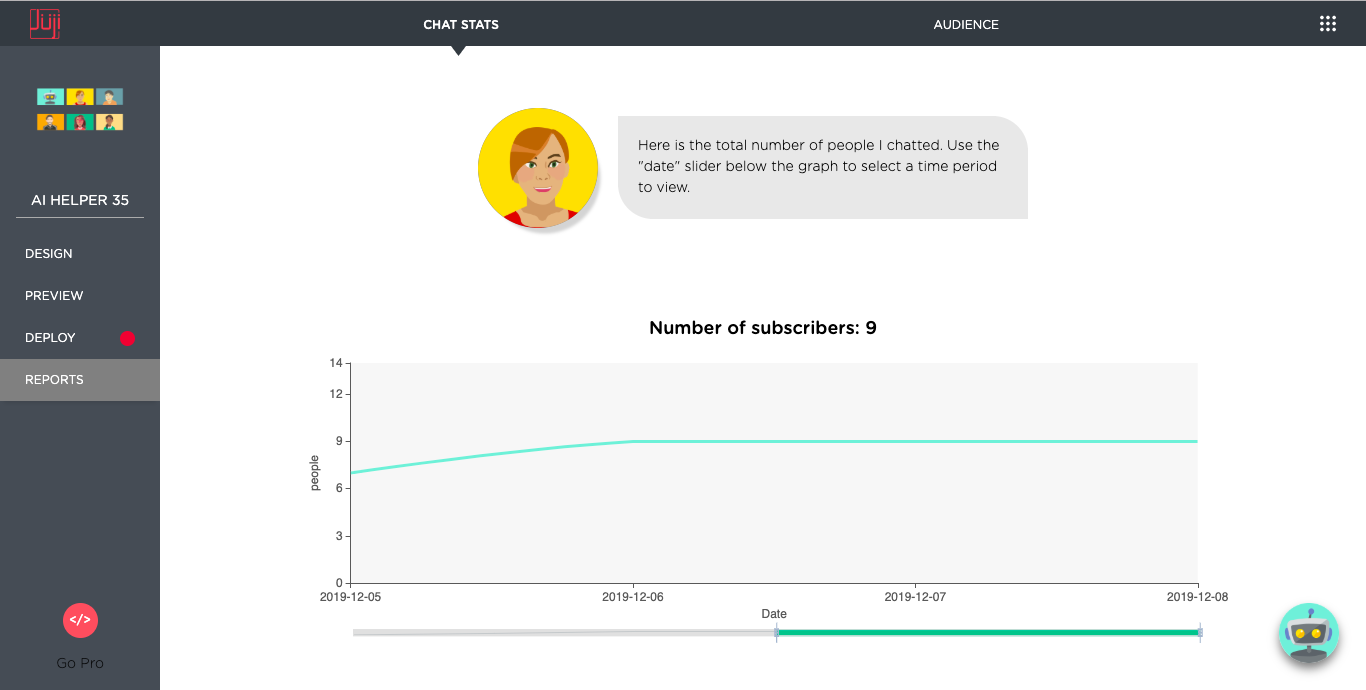 Juji
CHAT STATS
AUDIENCE
AI HELPER 35
DESIGN
PREVIEW
DEPLOY
REPORTS
</>
Go Pro
Here is the total number of people I chatted. Use the
"date" slider below the graph to select a time period
to view.
Number of subscribers: 9
people
14
12
9
6
3
0
2019-12-05
2019-12-06
2019-12-07
2019-12-08
Date